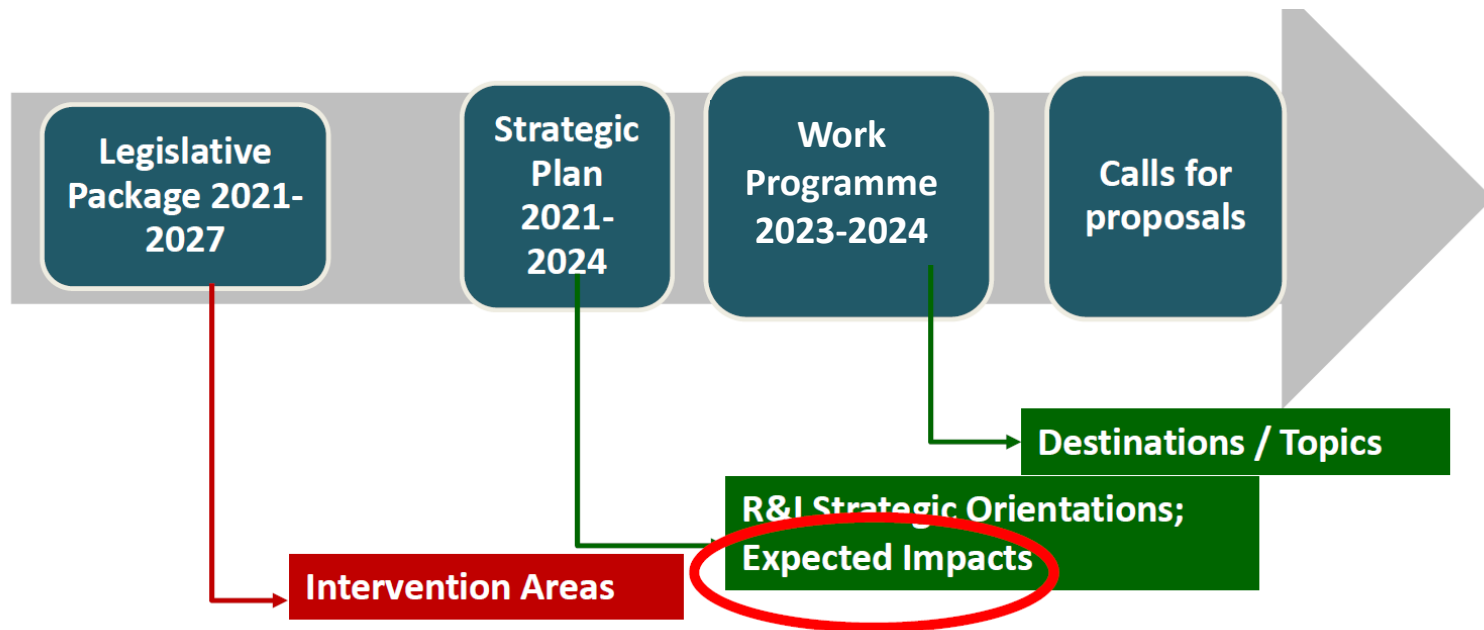 Legislative
Package 2021-
2027
Strategic
Plan
2021-
2024
Work
Programme
2023-2024
Calls for
proposals
Destinations / Topics
R&I Strategic Orientations;
Expected Impacts
Intervention Areas